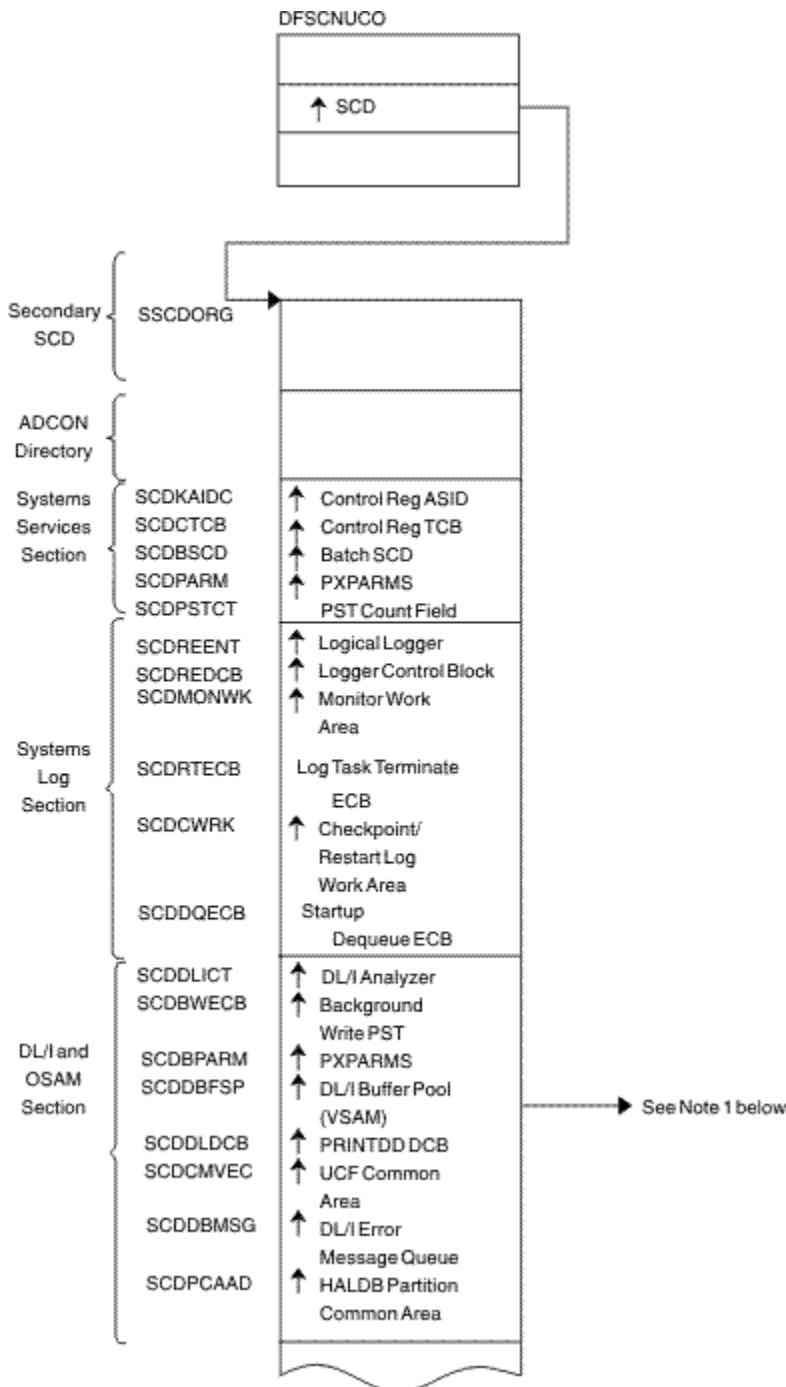 DFSCNUCO
SCD
Secondary
SCD
SSCDORG
ADCON
Directory
Systems
Services
Section
SCDKAIDC Control Reg ASID
SCDCTCB Control Reg TCB
SCDBSCD Batch SCD
SCDPARM PXPARMS
SCDPSTCT PST Count Field
Systems
Log
Section
SCDREENT Logical Logger
SCDREDCB Logger Control Block
SCDMONWK Monitor Work
Area
SCDRTECB Log Task Terminate
ECB
SCDCWRK Checkpoint/
Restart Log
Work Area
SCDDQECB Startup
Dequeue ECB
DL/I and
OSAM
Section
SCDDLICT DL/I Analyzer
SCDBWECB Background
Write PST
SCDBPARM PXPARMS
SCDDBFSP DL/I Buffer Pool
(VSAM)
See Note 1 below
SCDDLDCB PRINTDD DCB
SCDCMVEC UCF Common
Area
SCDDBMSG DL/I Error
Message Queue
SCDPCAAD HALDB Partition
Common Area